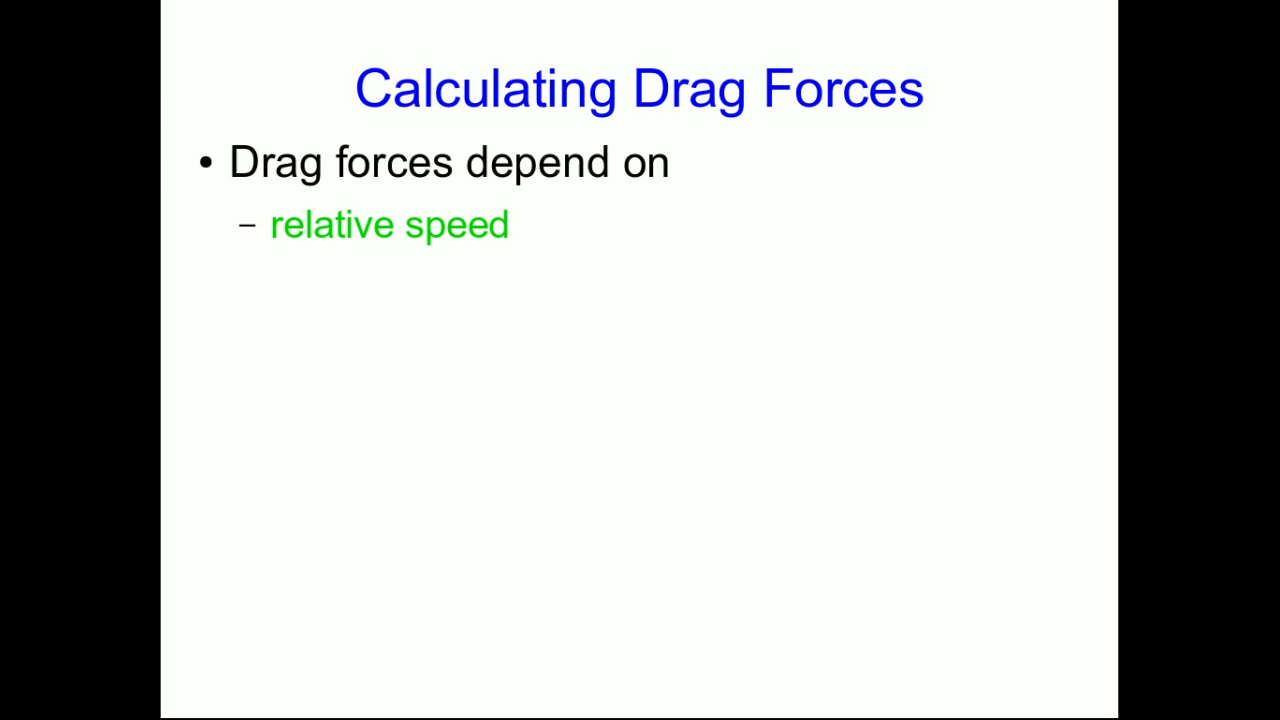 Calculating Drag Forces
• Drag forces depend on
– relative speed